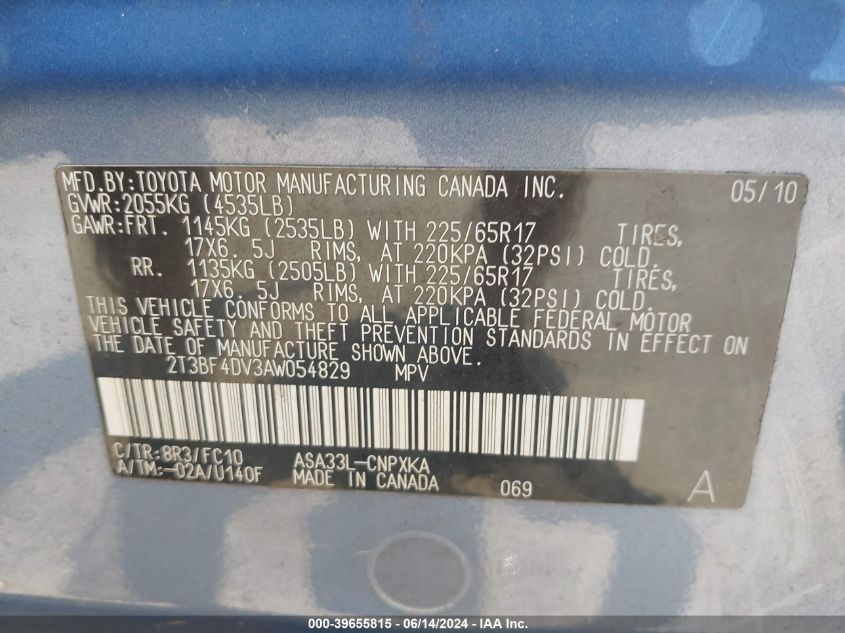 MFD.BY:TOYOTA MOTOR MANUFACTURING CANADA INC. 05/10
GVWR:2055KG (4535LB)
GAWR:FRT. 1145KG (2535LB) WITH 225/65R17 TIRES,
17X6. 5J RIMS, AT 220KPA (32PSI) COLD.
RR. 1135KG (2505LB) WITH 225/65R17 TIRES,
17X6. 5J RIMS, AT 220KPA (32PSI) COLD.
THIS VEHICLE CONFORMS TO ALL APPLICABLE FEDERAL MOTOR
VEHICLE SAFETY AND THEFT PREVENTION STANDARDS IN EFFECT ON
THE DATE OF MANUFACTURE SHOWN ABOVE.
2T3BF4DV3AW054829 MPV
C/TR:8R3/FC10 ASA33L-CNPXKA
A/TM:-02A/U140F MADE IN CANADA 069 A
000-39655815 - 06/14/2024 - IAA Inc.